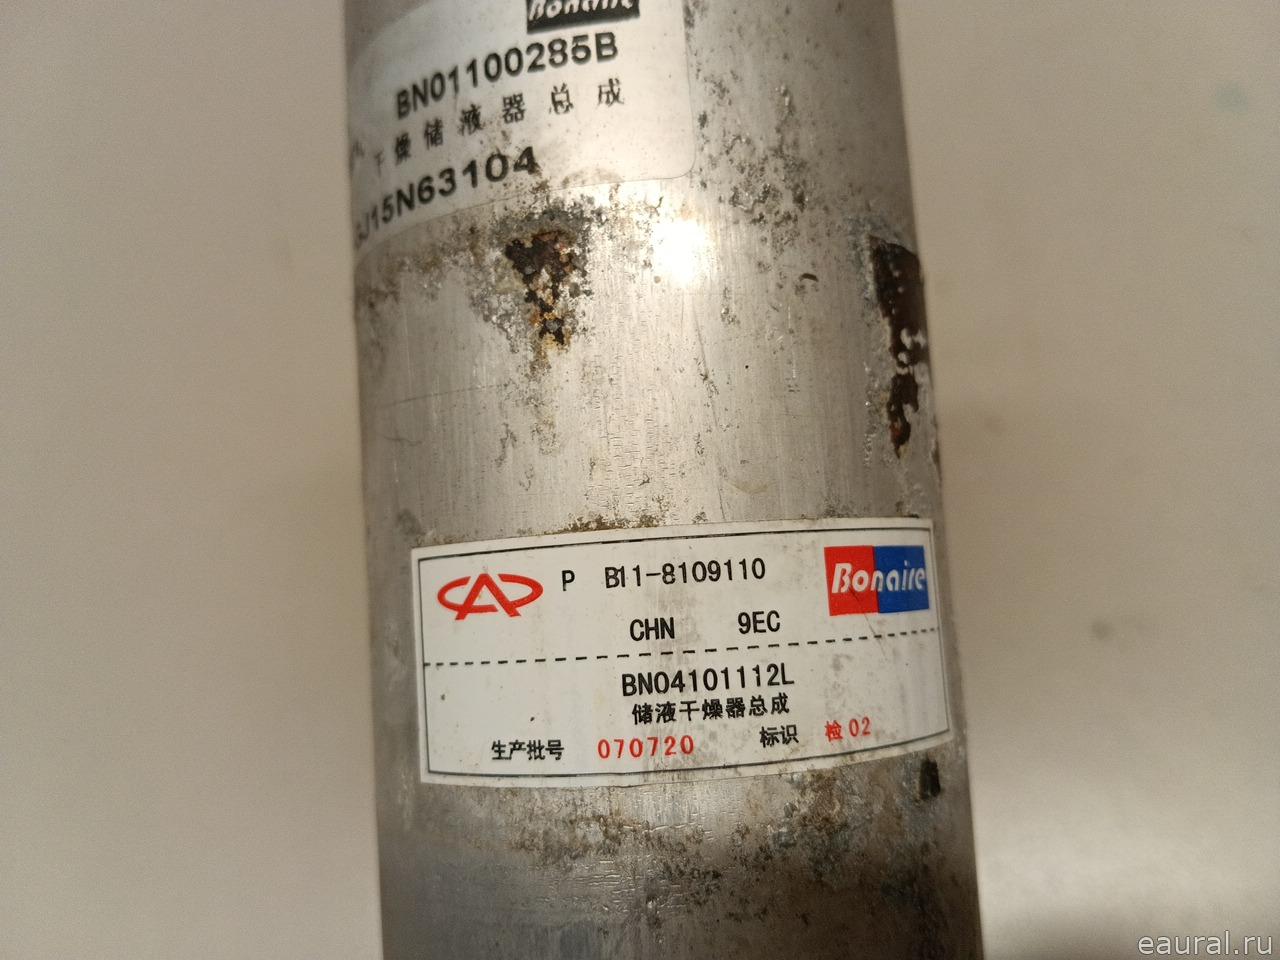 Bonaire
BN01100285B
干燥储液器总成
J15N63104
P B11-8109110
Bonaire
CHN 9EC
BN04101112L
储液干燥器总成
生产批号 070720 标识 检02
eaural.ru